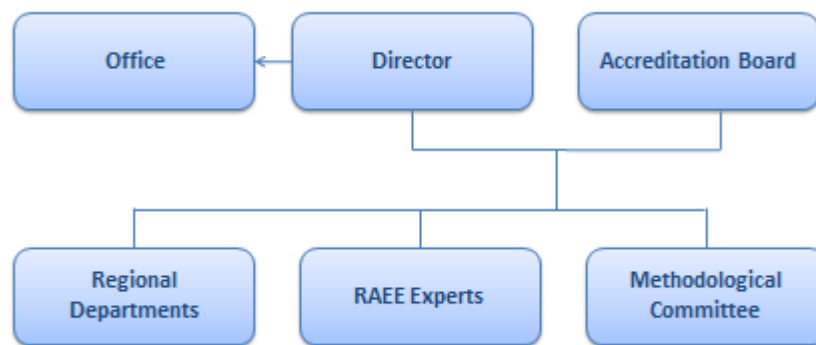 Office
Director
Accreditation Board
Regional
Departments
RAEE Experts
Methodological
Committee